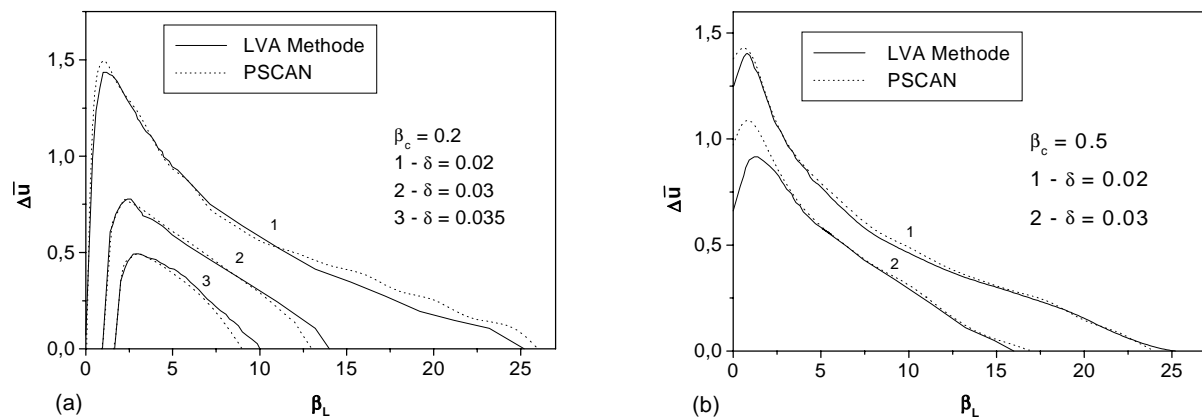 LVA Methode
PSCAN
1,5
1,0
0,5
0,0
Δu̅
β_c = 0.2
1 - δ = 0.02
2 - δ = 0.03
3 - δ = 0.035
1
2
3
0 5 10 15 20 25
β_L
(a)
LVA Methode
PSCAN
1,5
1,0
0,5
0,0
Δu̅
β_c = 0.5
1 - δ = 0.02
2 - δ = 0.03
1
2
0 5 10 15 20 25
β_L
(b)